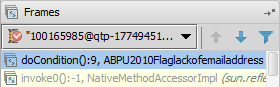 Frames
"100165985@qtp-17749451...
doCondition():9, ABPU2010Flaglackofemailaddress
invoke0():-1, NativeMethodAccessorImpl (sun.refle